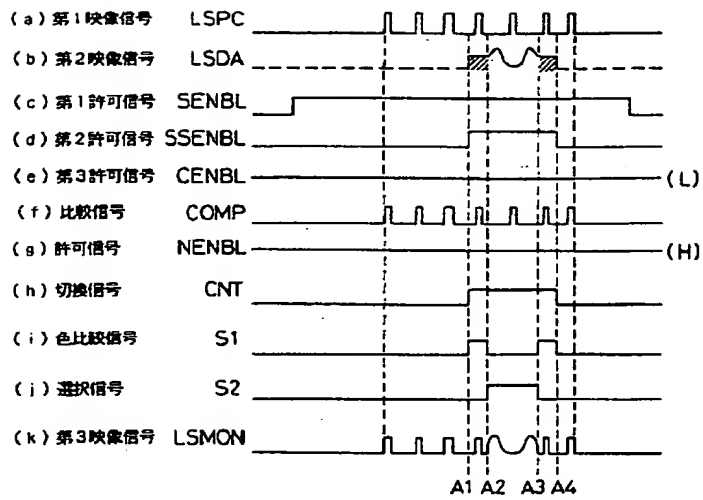 (a) 第1映像信号 LSPC
(b) 第2映像信号 LSDA
(c) 第1許可信号 SENBL
(d) 第2許可信号 SSENBL
(e) 第3許可信号 CENBL (L)
(f) 比較信号 COMP
(g) 許可信号 NENBL (H)
(h) 切換信号 CNT
(i) 色比較信号 S1
(j) 選択信号 S2
(k) 第3映像信号 LSMON
A1 A2 A3 A4